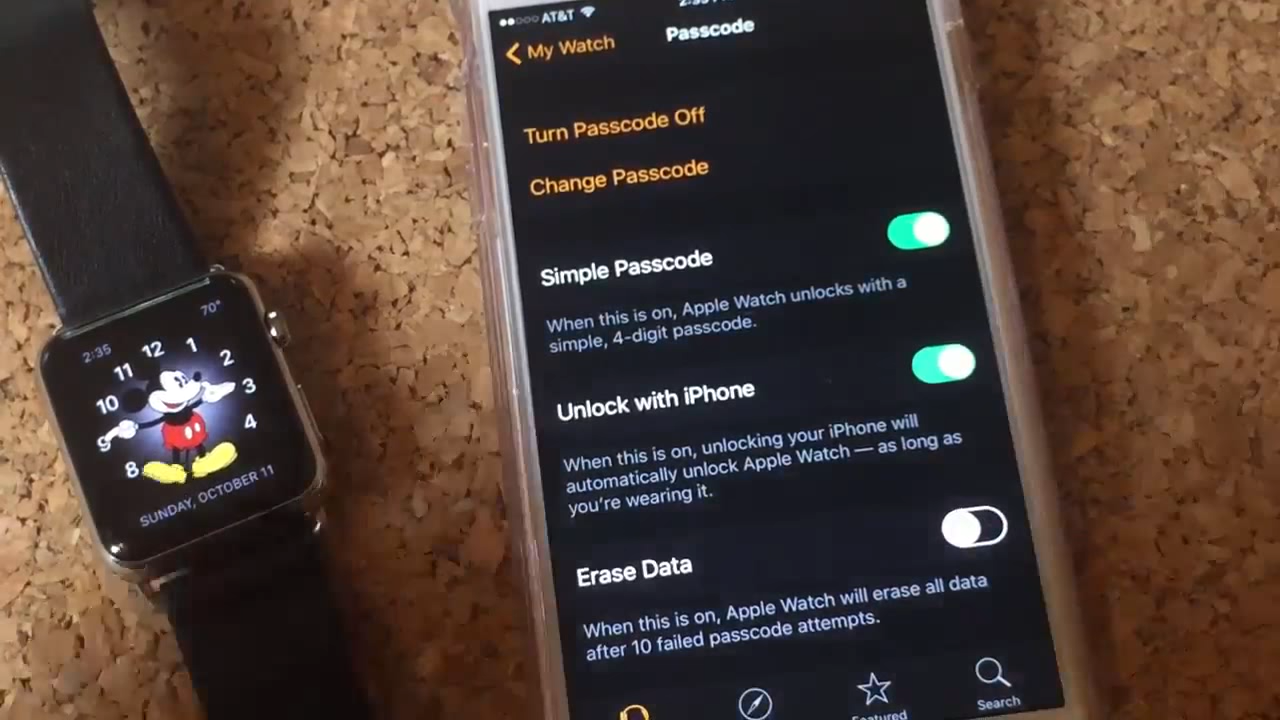 AT&T
My Watch
Passcode
Turn Passcode Off
Change Passcode
Simple Passcode
When this is on, Apple Watch unlocks with a
simple, 4-digit passcode.
Unlock with iPhone
When this is on, unlocking your iPhone will
automatically unlock Apple Watch — as long as
you're wearing it.
Erase Data
When this is on, Apple Watch will erase all data
after 10 failed passcode attempts.
Featured
Search
70°
2:35
12
1
11
2
10
3
9
4
8
SUNDAY, OCTOBER 11